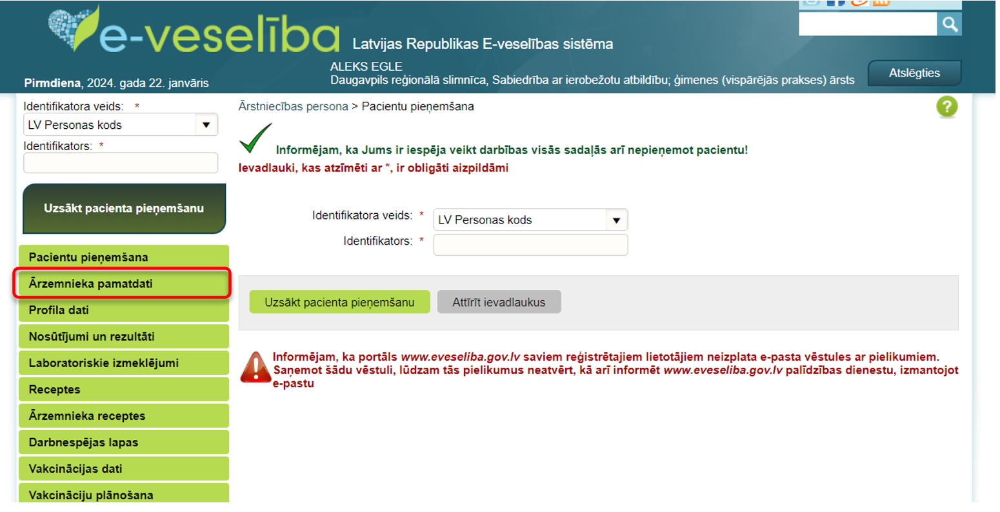 e-veselība
Latvijas Republikas E-veselības sistēma
ALEKS EGLE
Pirmdiena, 2024. gada 22. janvāris
Daugavpils reģionālā slimnīca, Sabiedrība ar ierobežotu atbildību; ģimenes (vispārējās prakses) ārsts
Atslēgties
Identifikatora veids: *
LV Personas kods
Identifikators: *
Uzsākt pacienta pieņemšanu
Pacientu pieņemšana
Ārzemnieka pamatdati
Profila dati
Nosūtījumi un rezultāti
Laboratoriskie izmeklējumi
Receptes
Ārzemnieka receptes
Darbnespējas lapas
Vakcinācijas dati
Vakcināciju plānošana
Ārstniecības persona > Pacientu pieņemšana
?
Informējam, ka Jums ir iespēja veikt darbības visās sadaļās arī nepieņemot pacientu!
Ievadlauki, kas atzīmēti ar *, ir obligāti aizpildāmi
Identifikatora veids: *
LV Personas kods
Identifikators: *
Uzsākt pacienta pieņemšanu
Attīrīt ievadlaukus
Informējam, ka portāls www.eveseliba.gov.lv saviem reģistrētajiem lietotājiem neizplata e-pasta vēstules ar pielikumiem.
Saņemot šādu vēstuli, lūdzam tās pielikumus neatvērt, kā arī informēt www.eveseliba.gov.lv palīdzības dienestu, izmantojot
e-pastu